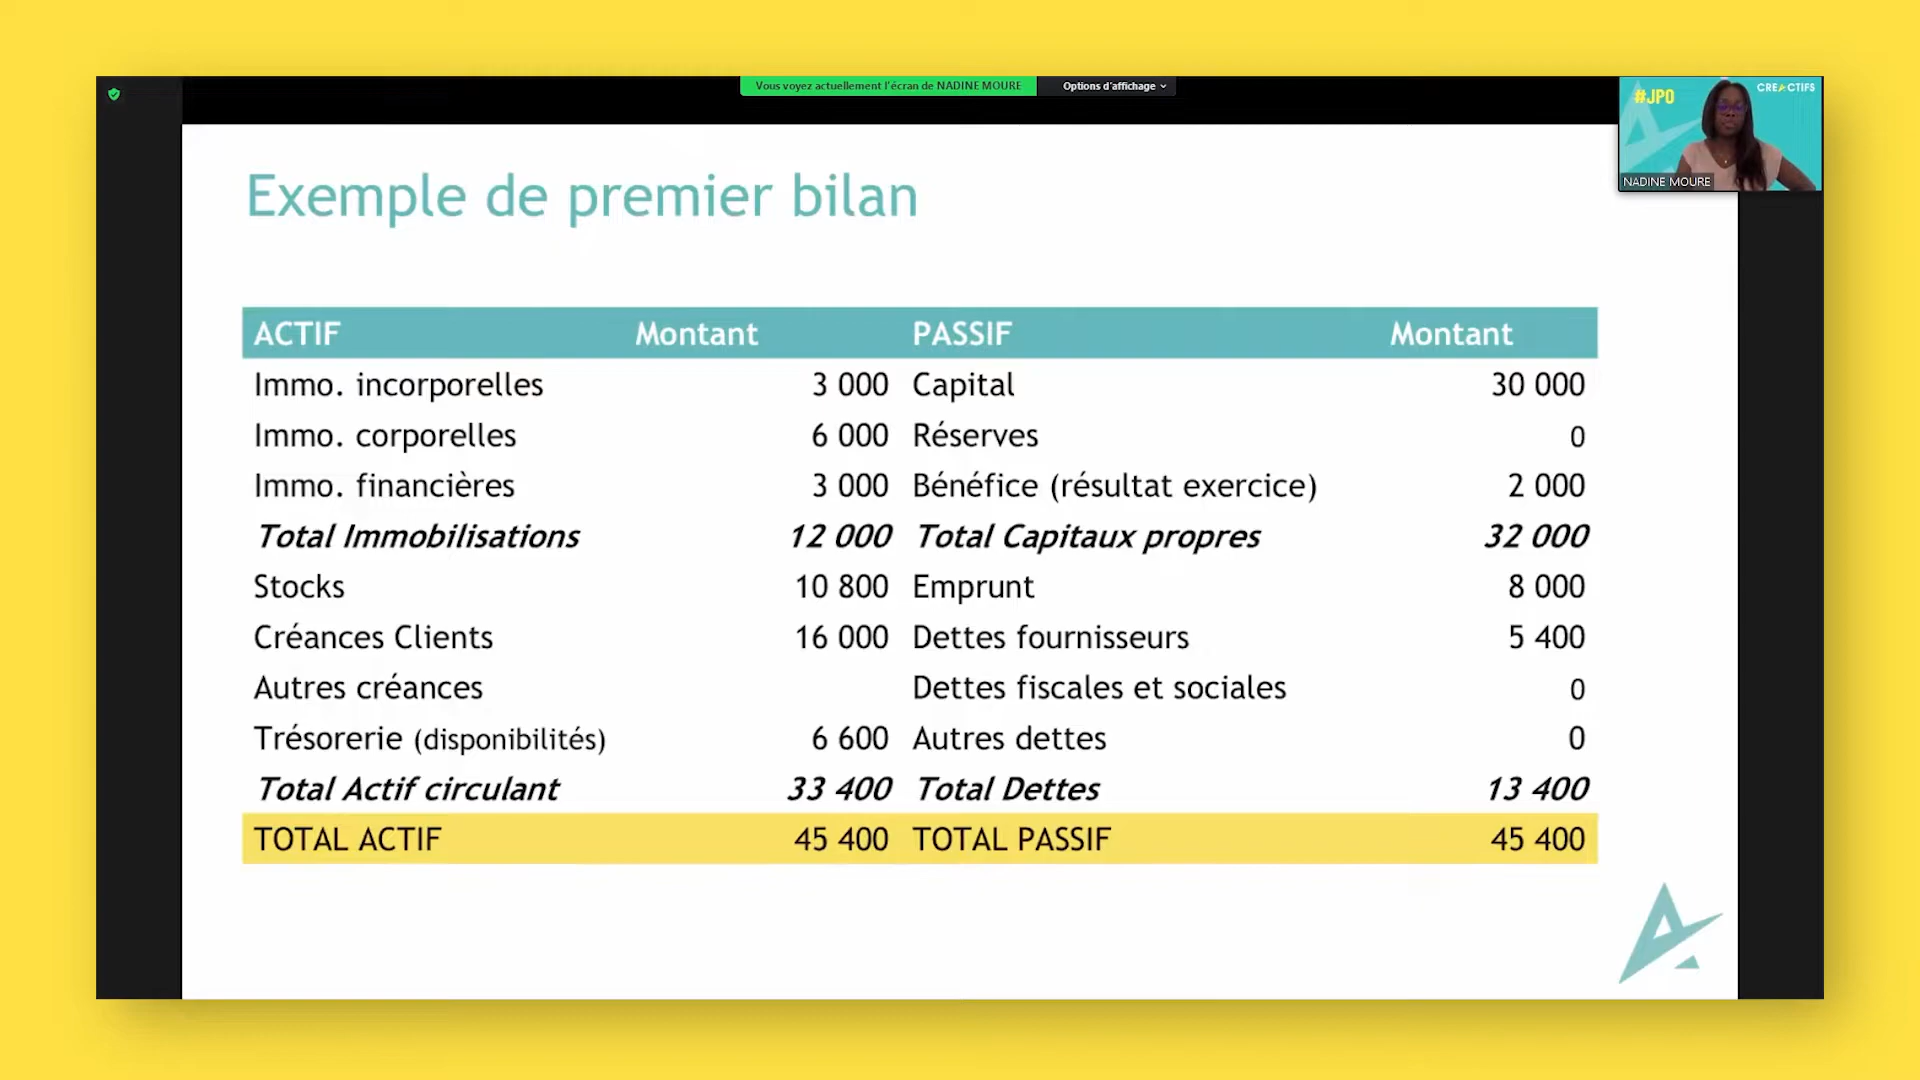 Vous voyez actuellement l'écran de NADINE MOURE Options d'affichage
#JPO CREACTIFS
NADINE MOURE
Exemple de premier bilan
ACTIF Montant PASSIF Montant
Immo. incorporelles 3 000 Capital 30 000
Immo. corporelles 6 000 Réserves 0
Immo. financières 3 000 Bénéfice (résultat exercice) 2 000
Total Immobilisations 12 000 Total Capitaux propres 32 000
Stocks 10 800 Emprunt 8 000
Créances Clients 16 000 Dettes fournisseurs 5 400
Autres créances Dettes fiscales et sociales 0
Trésorerie (disponibilités) 6 600 Autres dettes 0
Total Actif circulant 33 400 Total Dettes 13 400
TOTAL ACTIF 45 400 TOTAL PASSIF 45 400